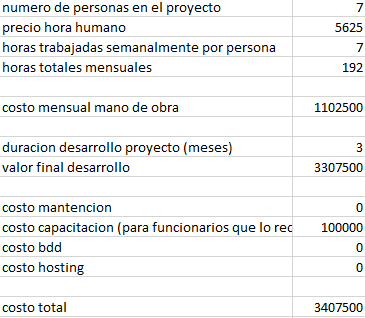 numero de personas en el proyecto 7
precio hora humano 5625
horas trabajadas semanalmente por persona 7
horas totales mensuales 192
costo mensual mano de obra 1102500
duracion desarrollo proyecto (meses) 3
valor final desarrollo 3307500
costo mantencion 0
costo capacitacion (para funcionarios que lo rec 100000
costo bdd 0
costo hosting 0
costo total 3407500